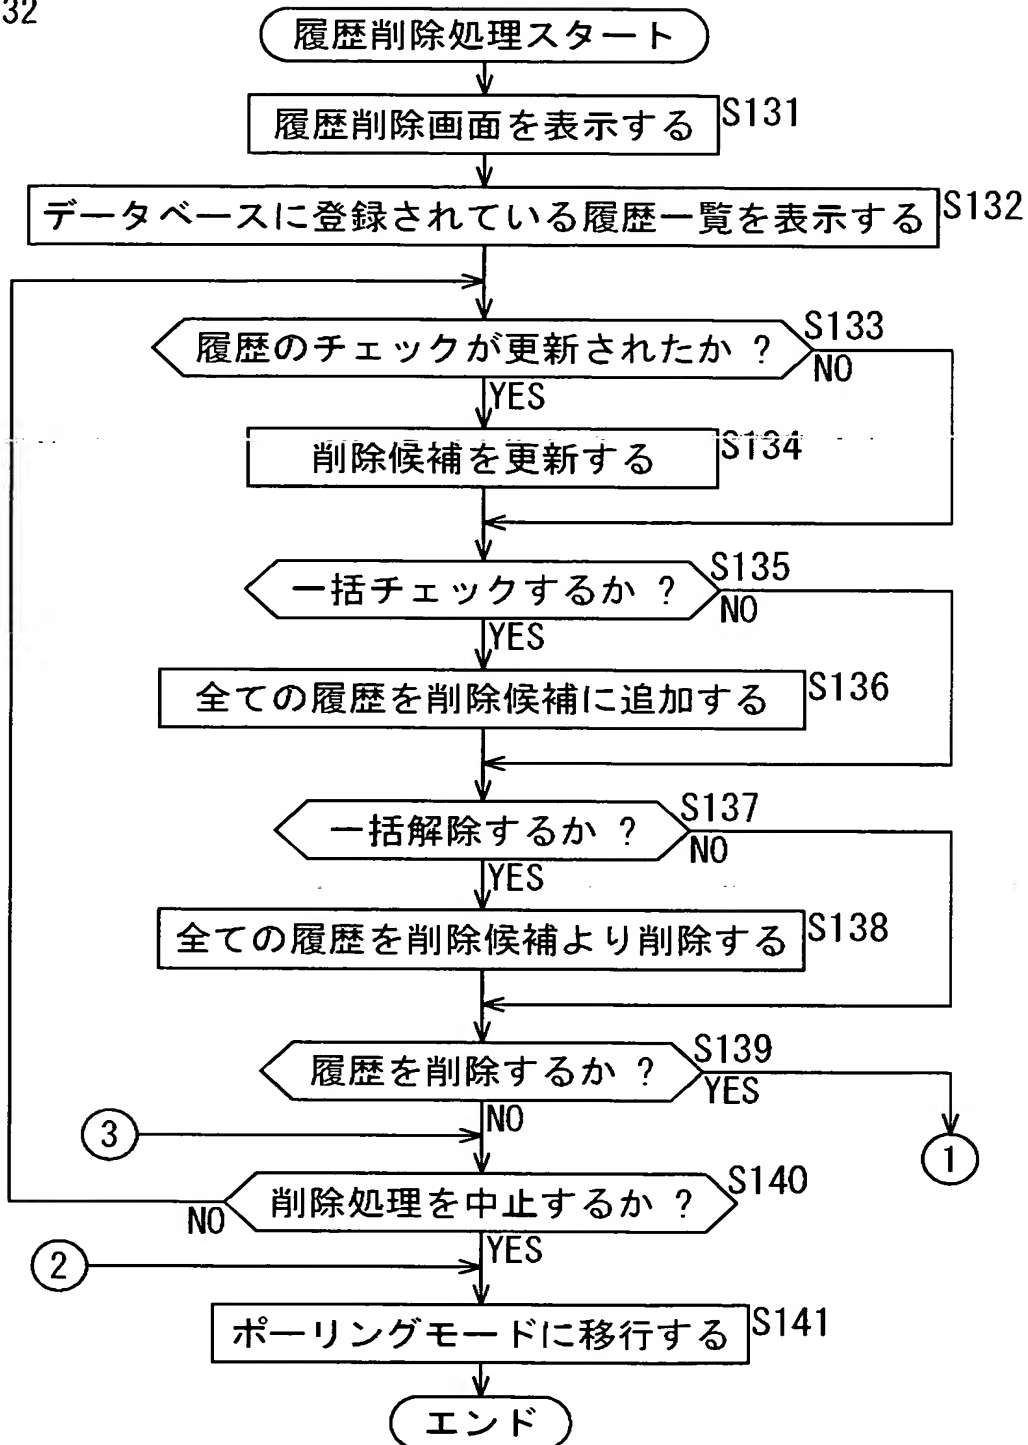 32
履歴削除処理スタート
履歴削除画面を表示する
S131
データベースに登録されている履歴一覧を表示する
S132
履歴のチェックが更新されたか ?
S133
NO
YES
削除候補を更新する
S134
一括チェックするか ?
S135
NO
YES
全ての履歴を削除候補に追加する
S136
一括解除するか ?
S137
NO
YES
全ての履歴を削除候補より削除する
S138
履歴を削除するか ?
S139
YES
NO
3
1
削除処理を中止するか ?
S140
NO
YES
2
ポーリングモードに移行する
S141
エンド